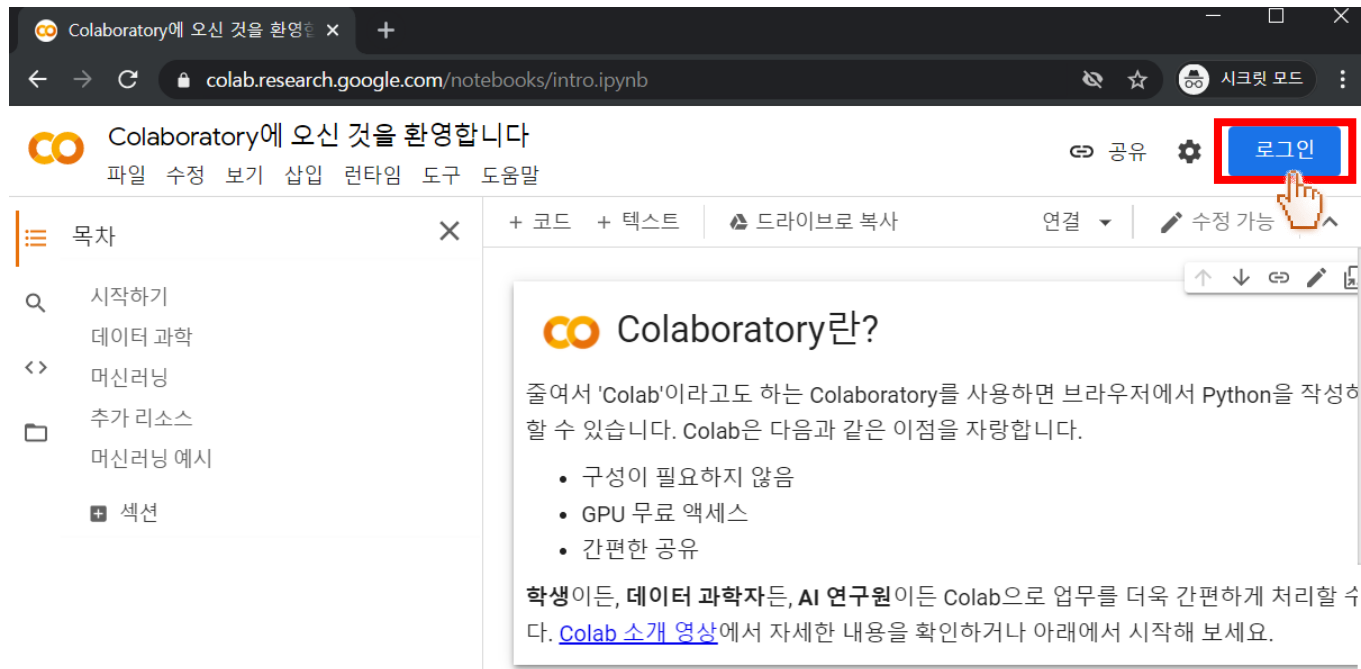 Colaboratory에 오신 것을 환영합
colab.research.google.com/notebooks/intro.ipynb
시크릿 모드
Colaboratory에 오신 것을 환영합니다
공유
로그인
파일 수정 보기 삽입 런타임 도구 도움말
목차
+ 코드 + 텍스트 드라이브로 복사 연결 수정 가능
시작하기
데이터 과학
머신러닝
추가 리소스
머신러닝 예시
섹션
CO Colaboratory란?
줄여서 'Colab'이라고도 하는 Colaboratory를 사용하면 브라우저에서 Python을 작성하
할 수 있습니다. Colab은 다음과 같은 이점을 자랑합니다.
• 구성이 필요하지 않음
• GPU 무료 액세스
• 간편한 공유
학생이든, 데이터 과학자든, AI 연구원이든 Colab으로 업무를 더욱 간편하게 처리할 수
다. Colab 소개 영상에서 자세한 내용을 확인하거나 아래에서 시작해 보세요.